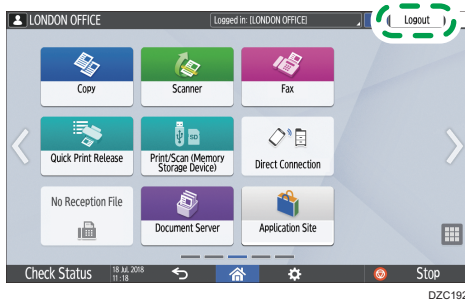 LONDON OFFICE
Logged in: [LONDON OFFICE]
Logout
Copy
Scanner
Fax
SD
Quick Print Release
Print/Scan (Memory
Storage Device)
Direct Connection
No Reception File
Document Server
Application Site
Check Status
18 Jul. 2018
11:18
Stop
DZC192